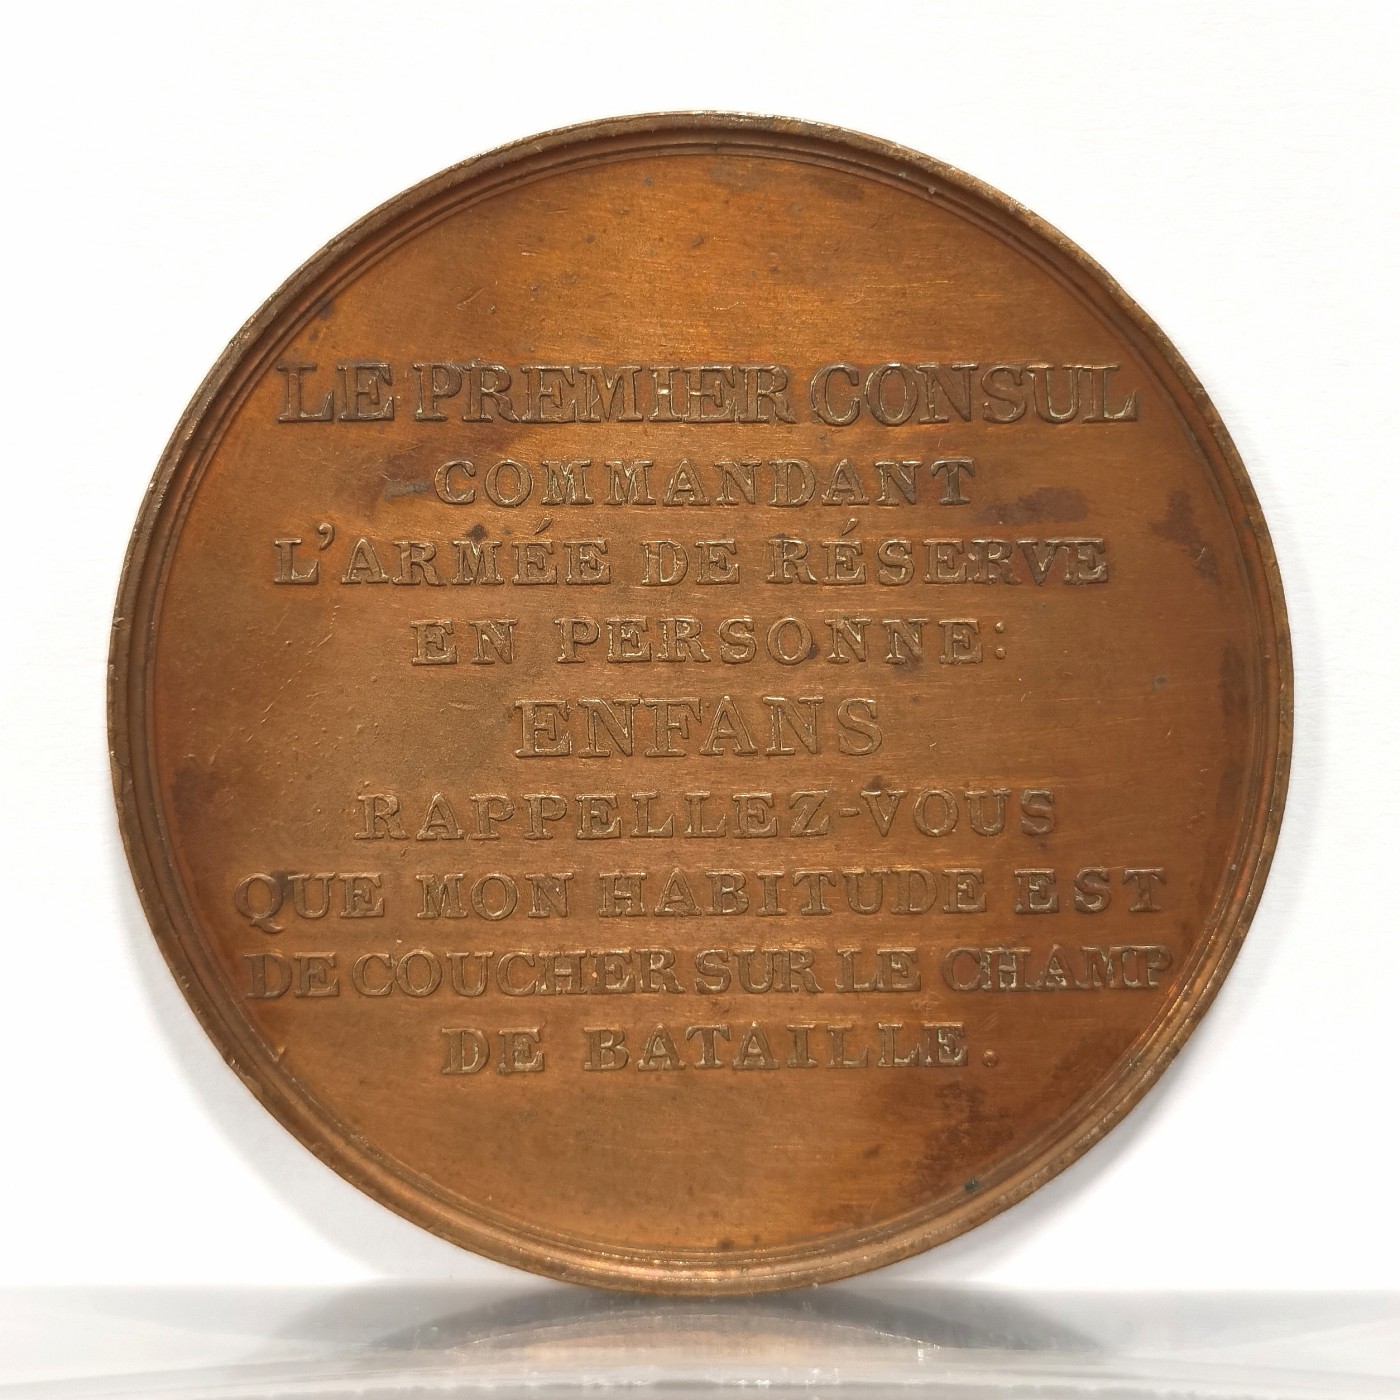 LE PREMIER CONSUL
COMMANDANT
L'ARMÉE DE RÉSERVE
EN PERSONNE:
ENFANS
RAPPELLEZ-VOUS
QUE MON HABITUDE EST
DE COUCHER SUR LE CHAMP
DE BATAILLE.